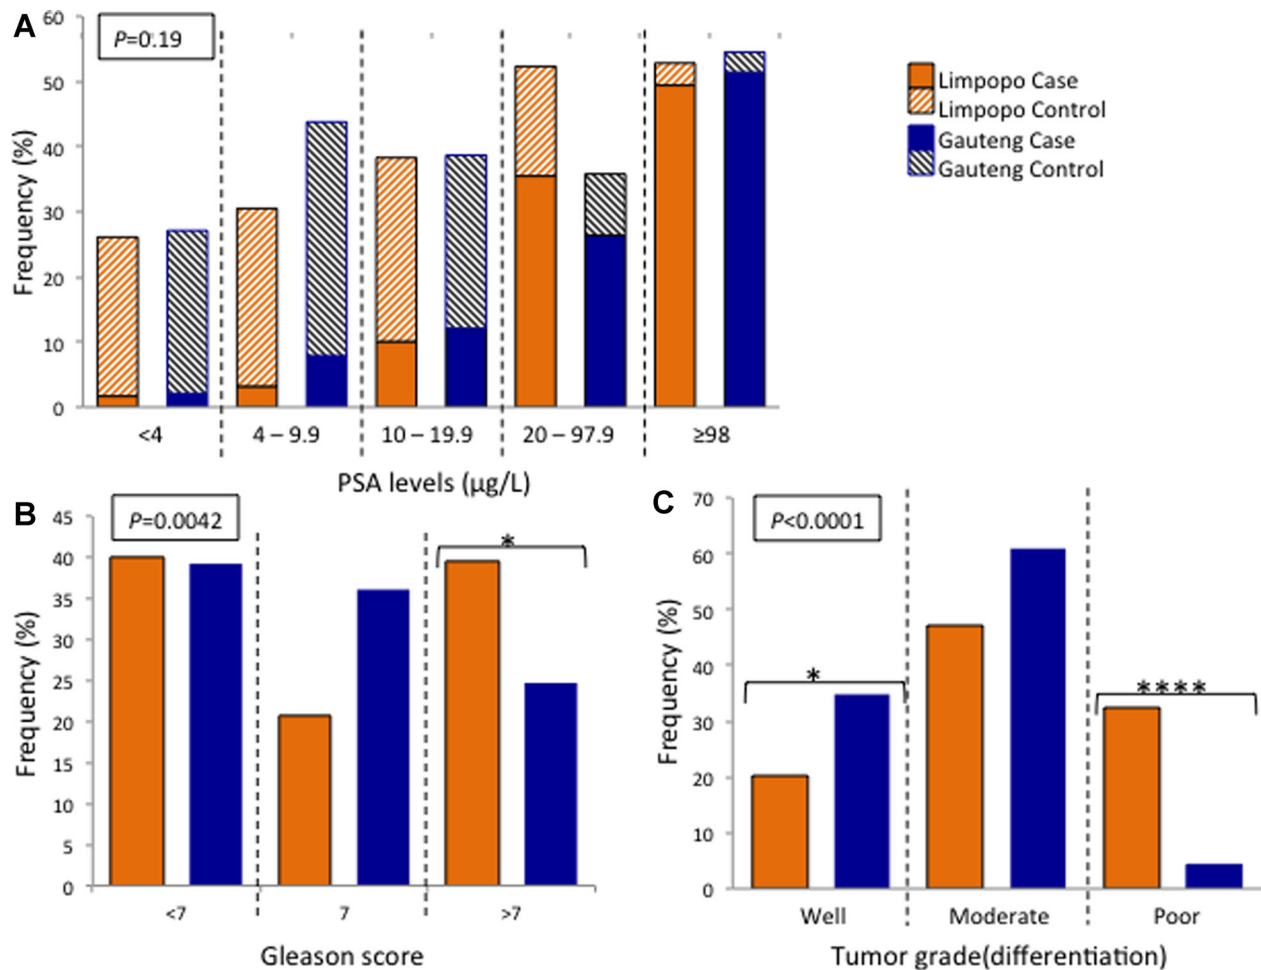 A
P=0.19
60
50
40
30
20
10
0
Frequency (%)
<4
4 – 9.9
10 – 19.9
20 – 97.9
≥98
PSA levels (µg/L)
Limpopo Case
Limpopo Control
Gauteng Case
Gauteng Control
B
P=0.0042
45
40
35
30
25
20
15
10
5
0
Frequency (%)
*
<7
7
>7
Gleason score
C
P<0.0001
70
60
50
40
30
20
10
0
Frequency (%)
*
****
Well
Moderate
Poor
Tumor grade(differentiation)